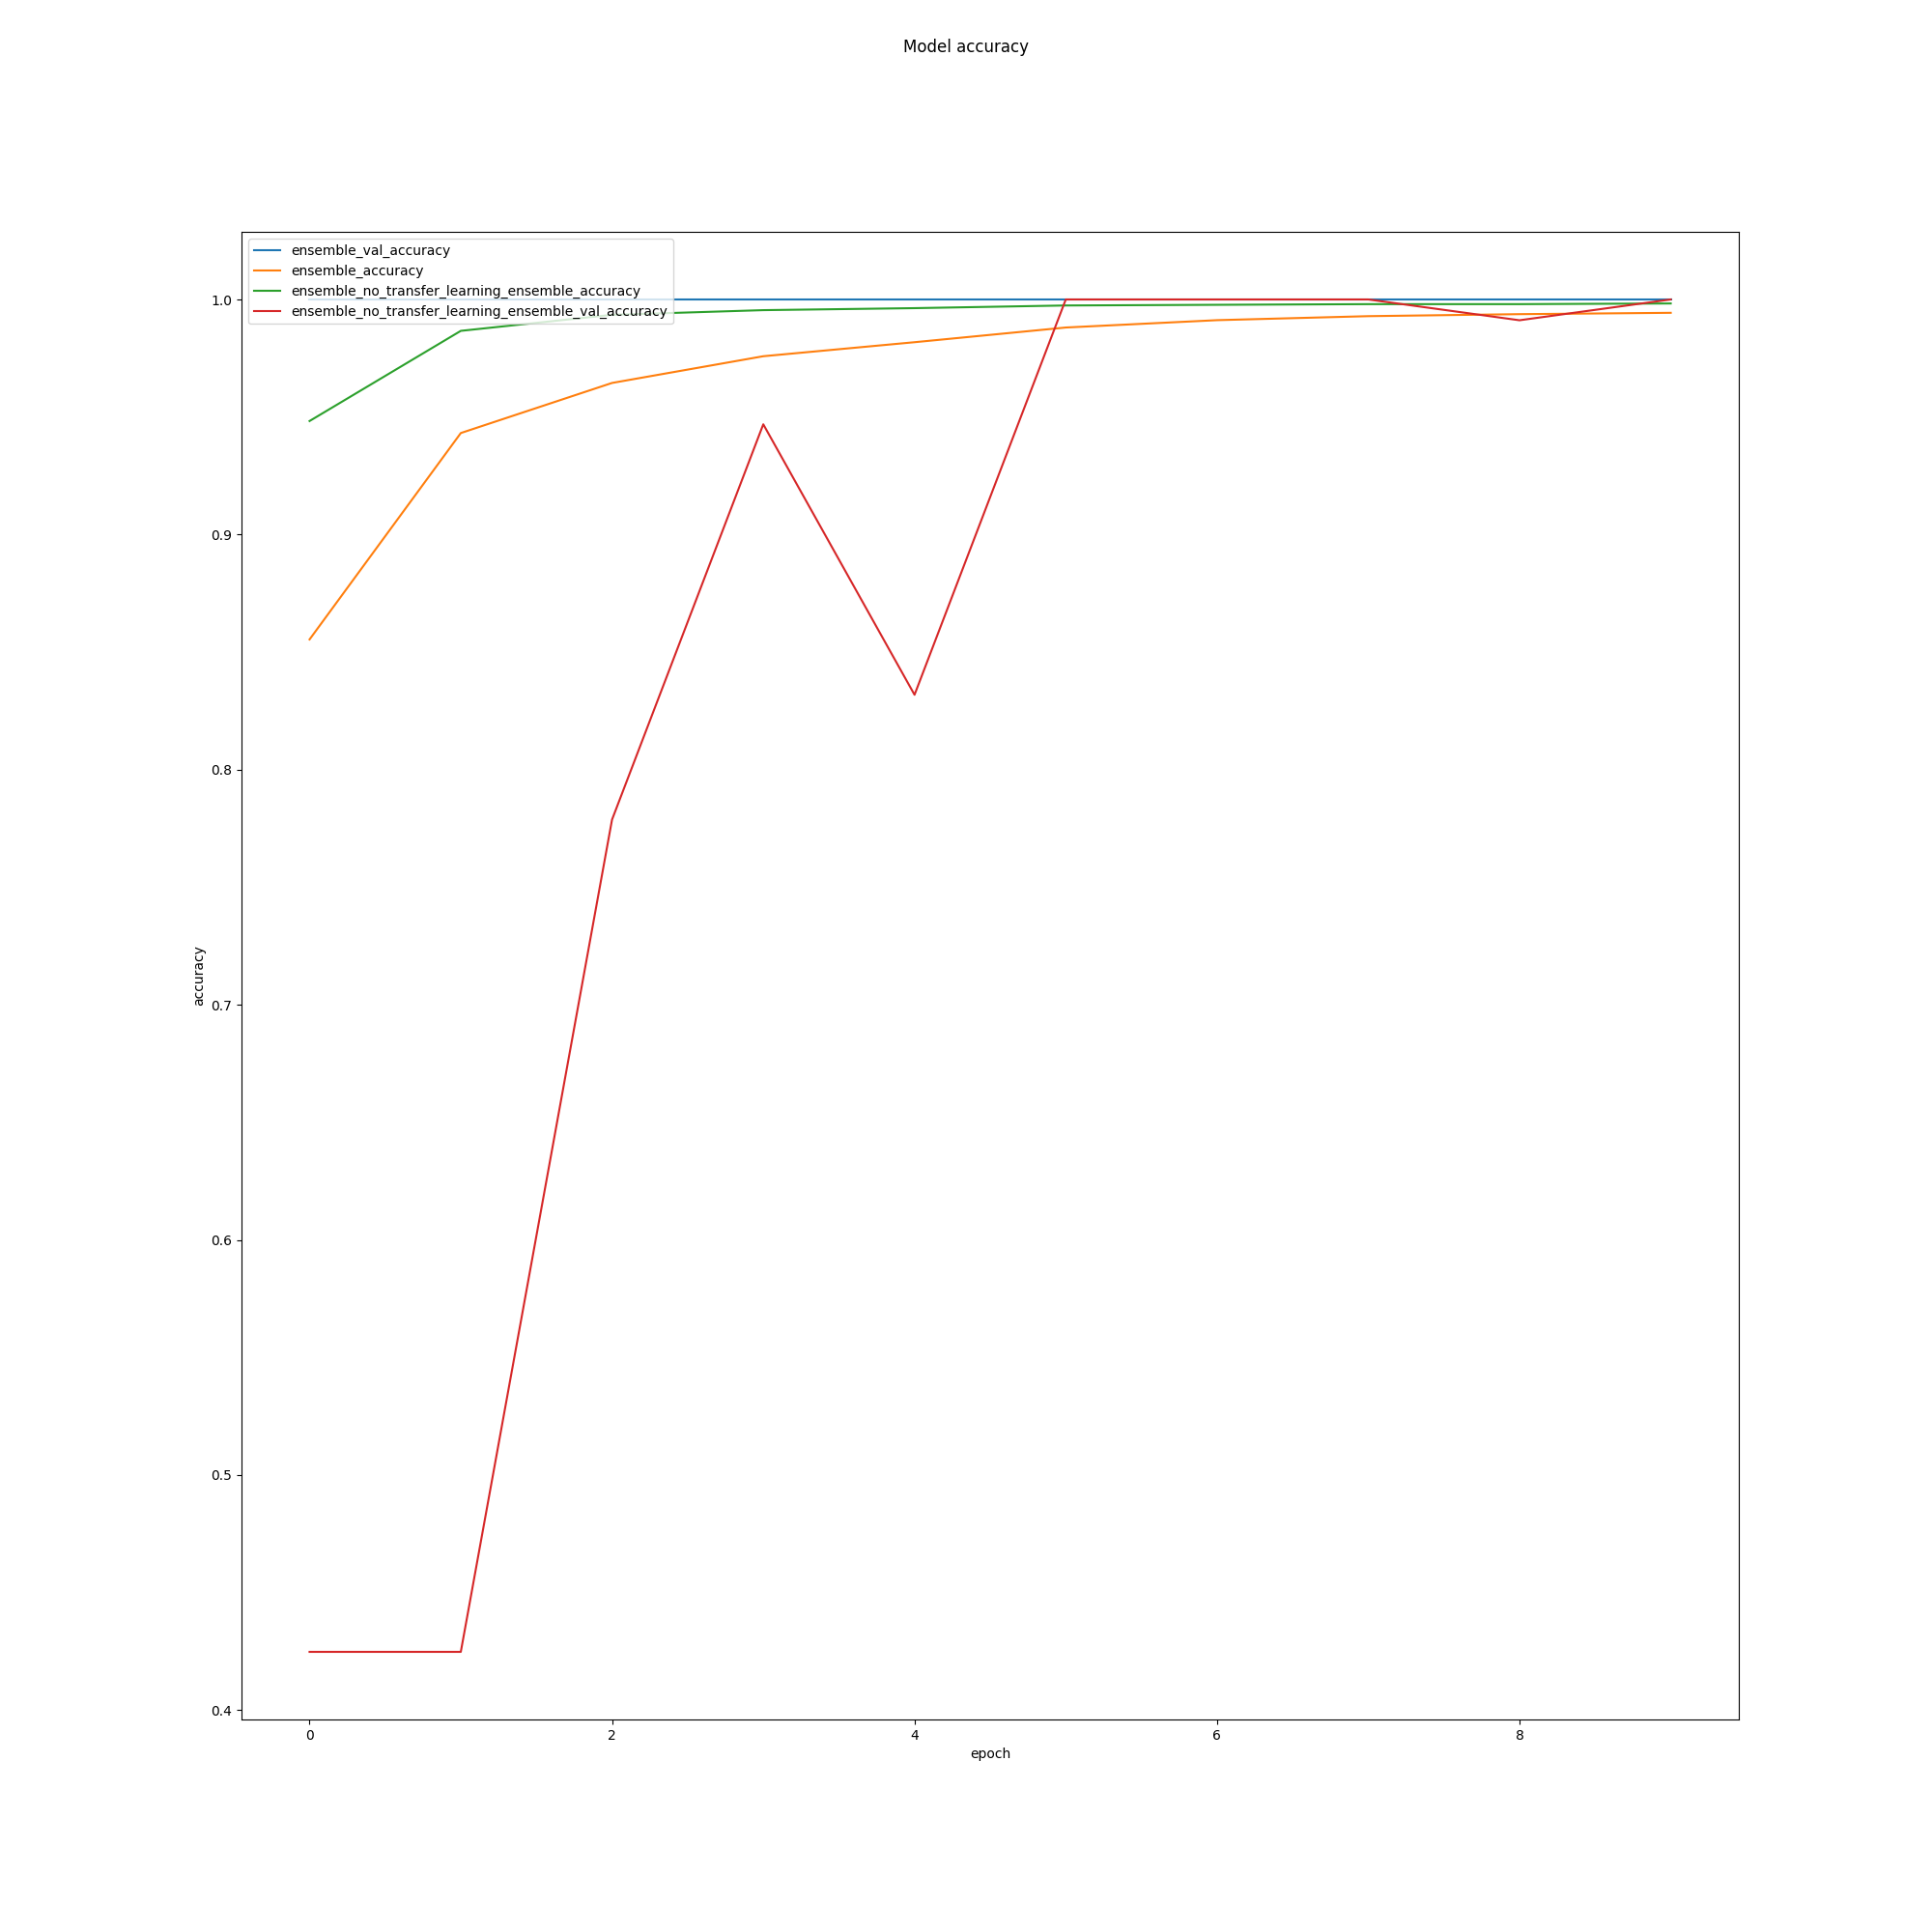 Model accuracy
ensemble_val_accuracy
ensemble_accuracy
ensemble_no_transfer_learning_ensemble_accuracy
ensemble_no_transfer_learning_ensemble_val_accuracy
1.0
0.9
0.8
0.7
0.6
0.5
0.4
accuracy
0 2 4 6 8
epoch